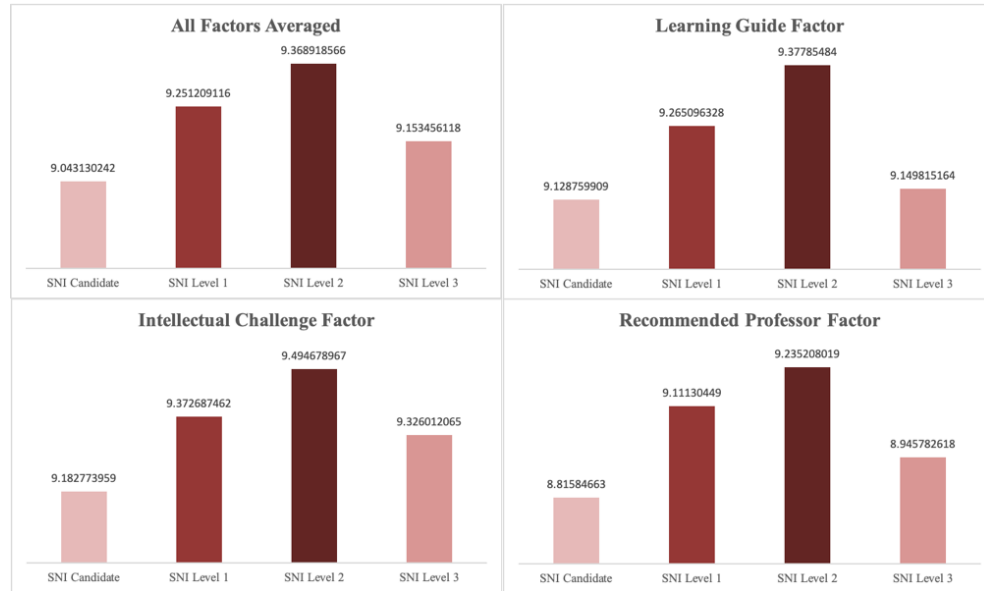 All Factors Averaged
9.368918566
9.251209116
9.153456118
9.043130242
SNI Candidate
SNI Level 1
SNI Level 2
SNI Level 3
Learning Guide Factor
9.37785484
9.265096328
9.149815164
9.128759909
SNI Candidate
SNI Level 1
SNI Level 2
SNI Level 3
Intellectual Challenge Factor
9.494678967
9.372687462
9.326012065
9.182773959
SNI Candidate
SNI Level 1
SNI Level 2
SNI Level 3
Recommended Professor Factor
9.235208019
9.11130449
8.945782618
8.81584663
SNI Candidate
SNI Level 1
SNI Level 2
SNI Level 3